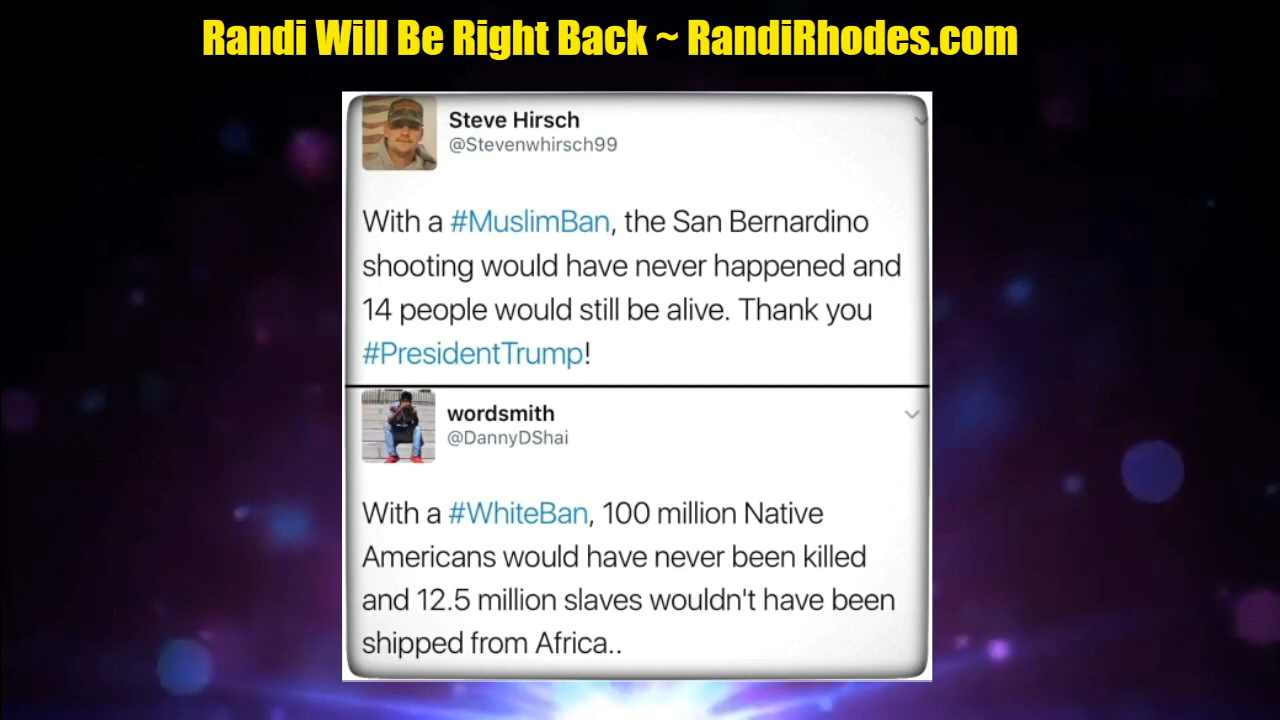 Randi Will Be Right Back ~ RandiRhodes.com
Steve Hirsch
@Stevenwhirsch99
With a #MuslimBan, the San Bernardino
shooting would have never happened and
14 people would still be alive. Thank you
#PresidentTrump!
wordsmith
@DannyDShai
With a #WhiteBan, 100 million Native
Americans would have never been killed
and 12.5 million slaves wouldn't have been
shipped from Africa..